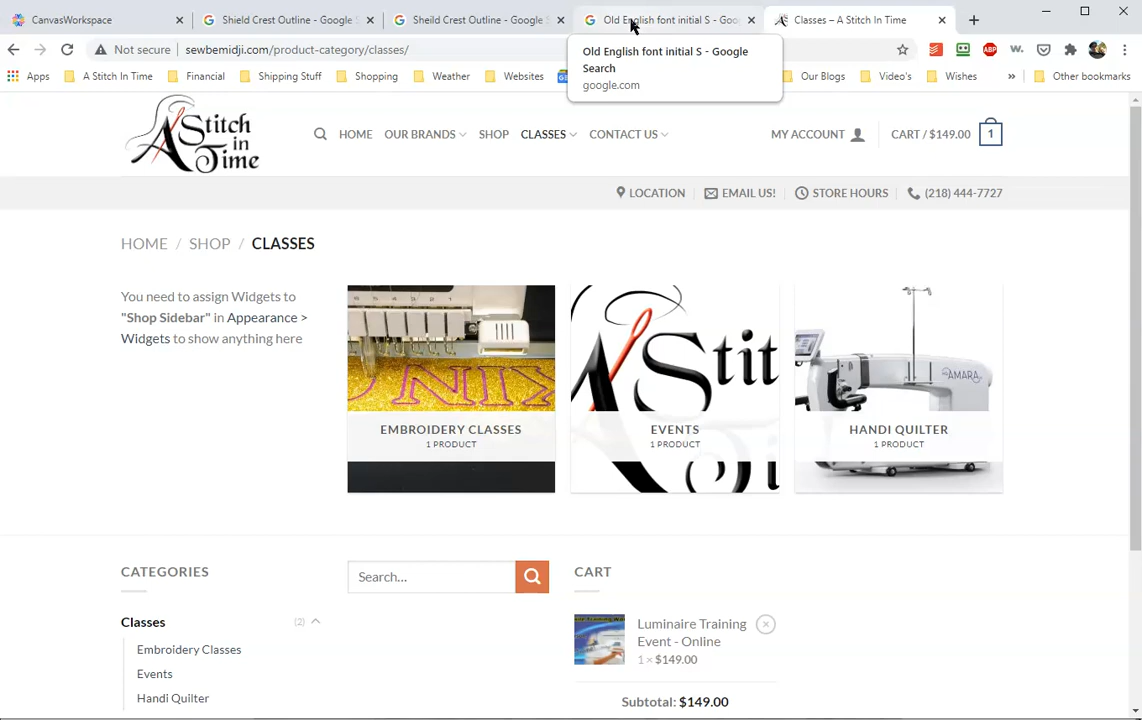 CanvasWorkspace
Shield Crest Outline - Google S
Sheild Crest Outline - Google S
Old English font initial S - Goo
Classes – A Stitch In Time
Not secure
sewbemidji.com/product-category/classes/
ABP
Apps
A Stitch In Time
Financial
Shipping Stuff
Shopping
Weather
Websites
Our Blogs
Video's
Wishes
Other bookmarks
Old English font initial S - Google
Search
google.com
A Stitch
in
Time
HOME
OUR BRANDS
SHOP
CLASSES
CONTACT US
MY ACCOUNT
CART / $149.00
1
LOCATION
EMAIL US!
STORE HOURS
(218) 444-7727
HOME / SHOP / CLASSES
You need to assign Widgets to
"Shop Sidebar" in Appearance >
Widgets to show anything here
EMBROIDERY CLASSES
1 PRODUCT
EVENTS
1 PRODUCT
AMARA
HANDI QUILTER
1 PRODUCT
CATEGORIES
Search...
CART
Classes
(2)
Embroidery Classes
Events
Handi Quilter
Luminaire Training
Event - Online
1 × $149.00
Subtotal: $149.00